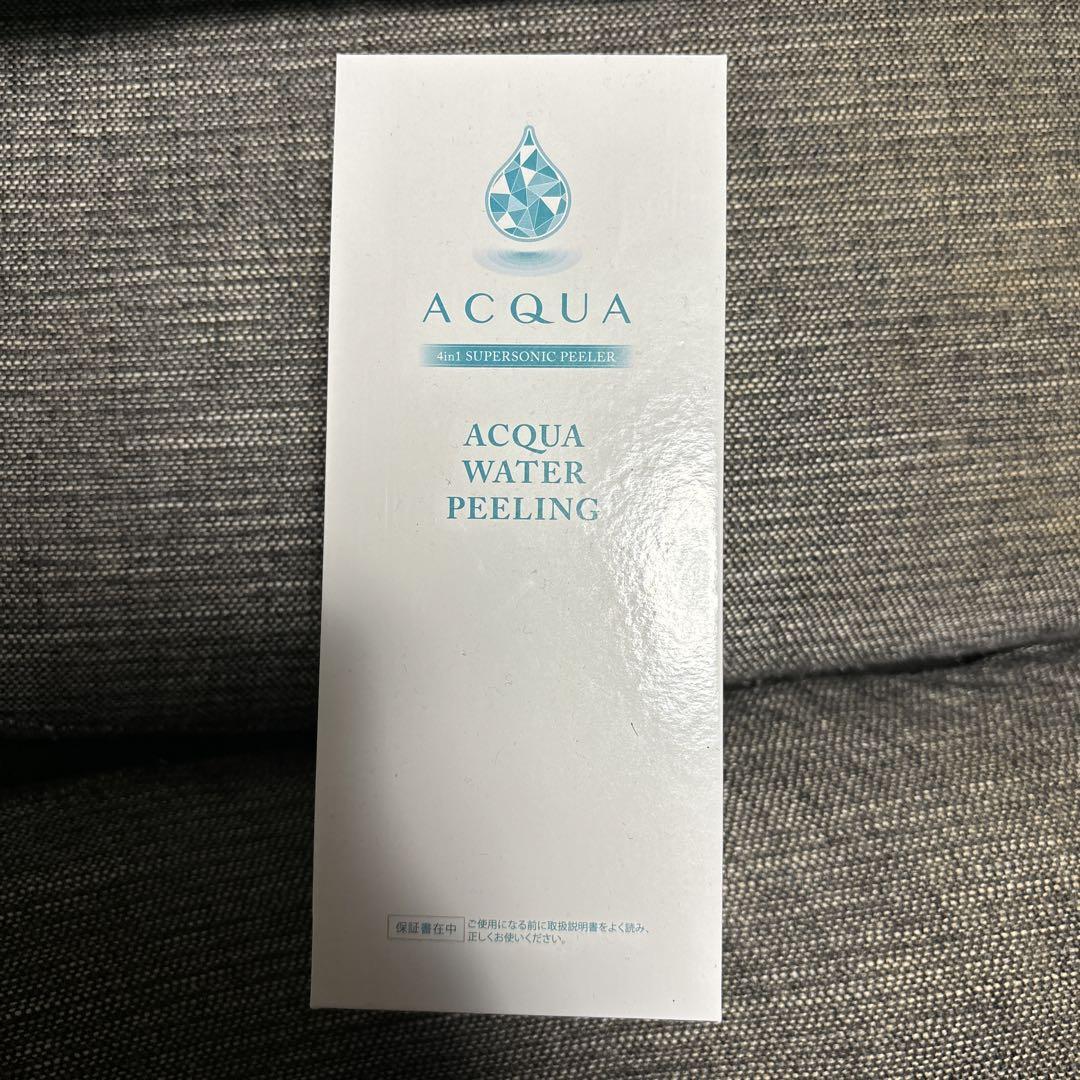 ACQUA
4in1 SUPERSONIC PEELER
ACQUA
WATER
PEELING
保証書在中
ご使用になる前に取扱説明書をよく読み、
正しくお使いください。